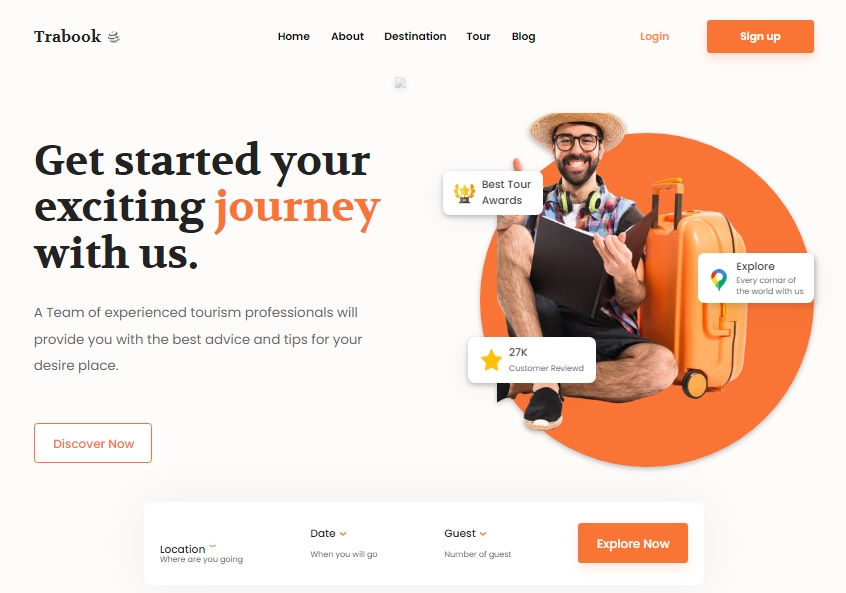 Trabook
Home About Destination Tour Blog
Login
Sign up
Get started your
exciting journey
with us.
A Team of experienced tourism professionals will
provide you with the best advice and tips for your
desire place.
Discover Now
Best Tour
Awards
Explore
Every cornar of
the world with us
27K
Customer Reviewd
Location
Where are you going
Date
When you will go
Guest
Number of guest
Explore Now